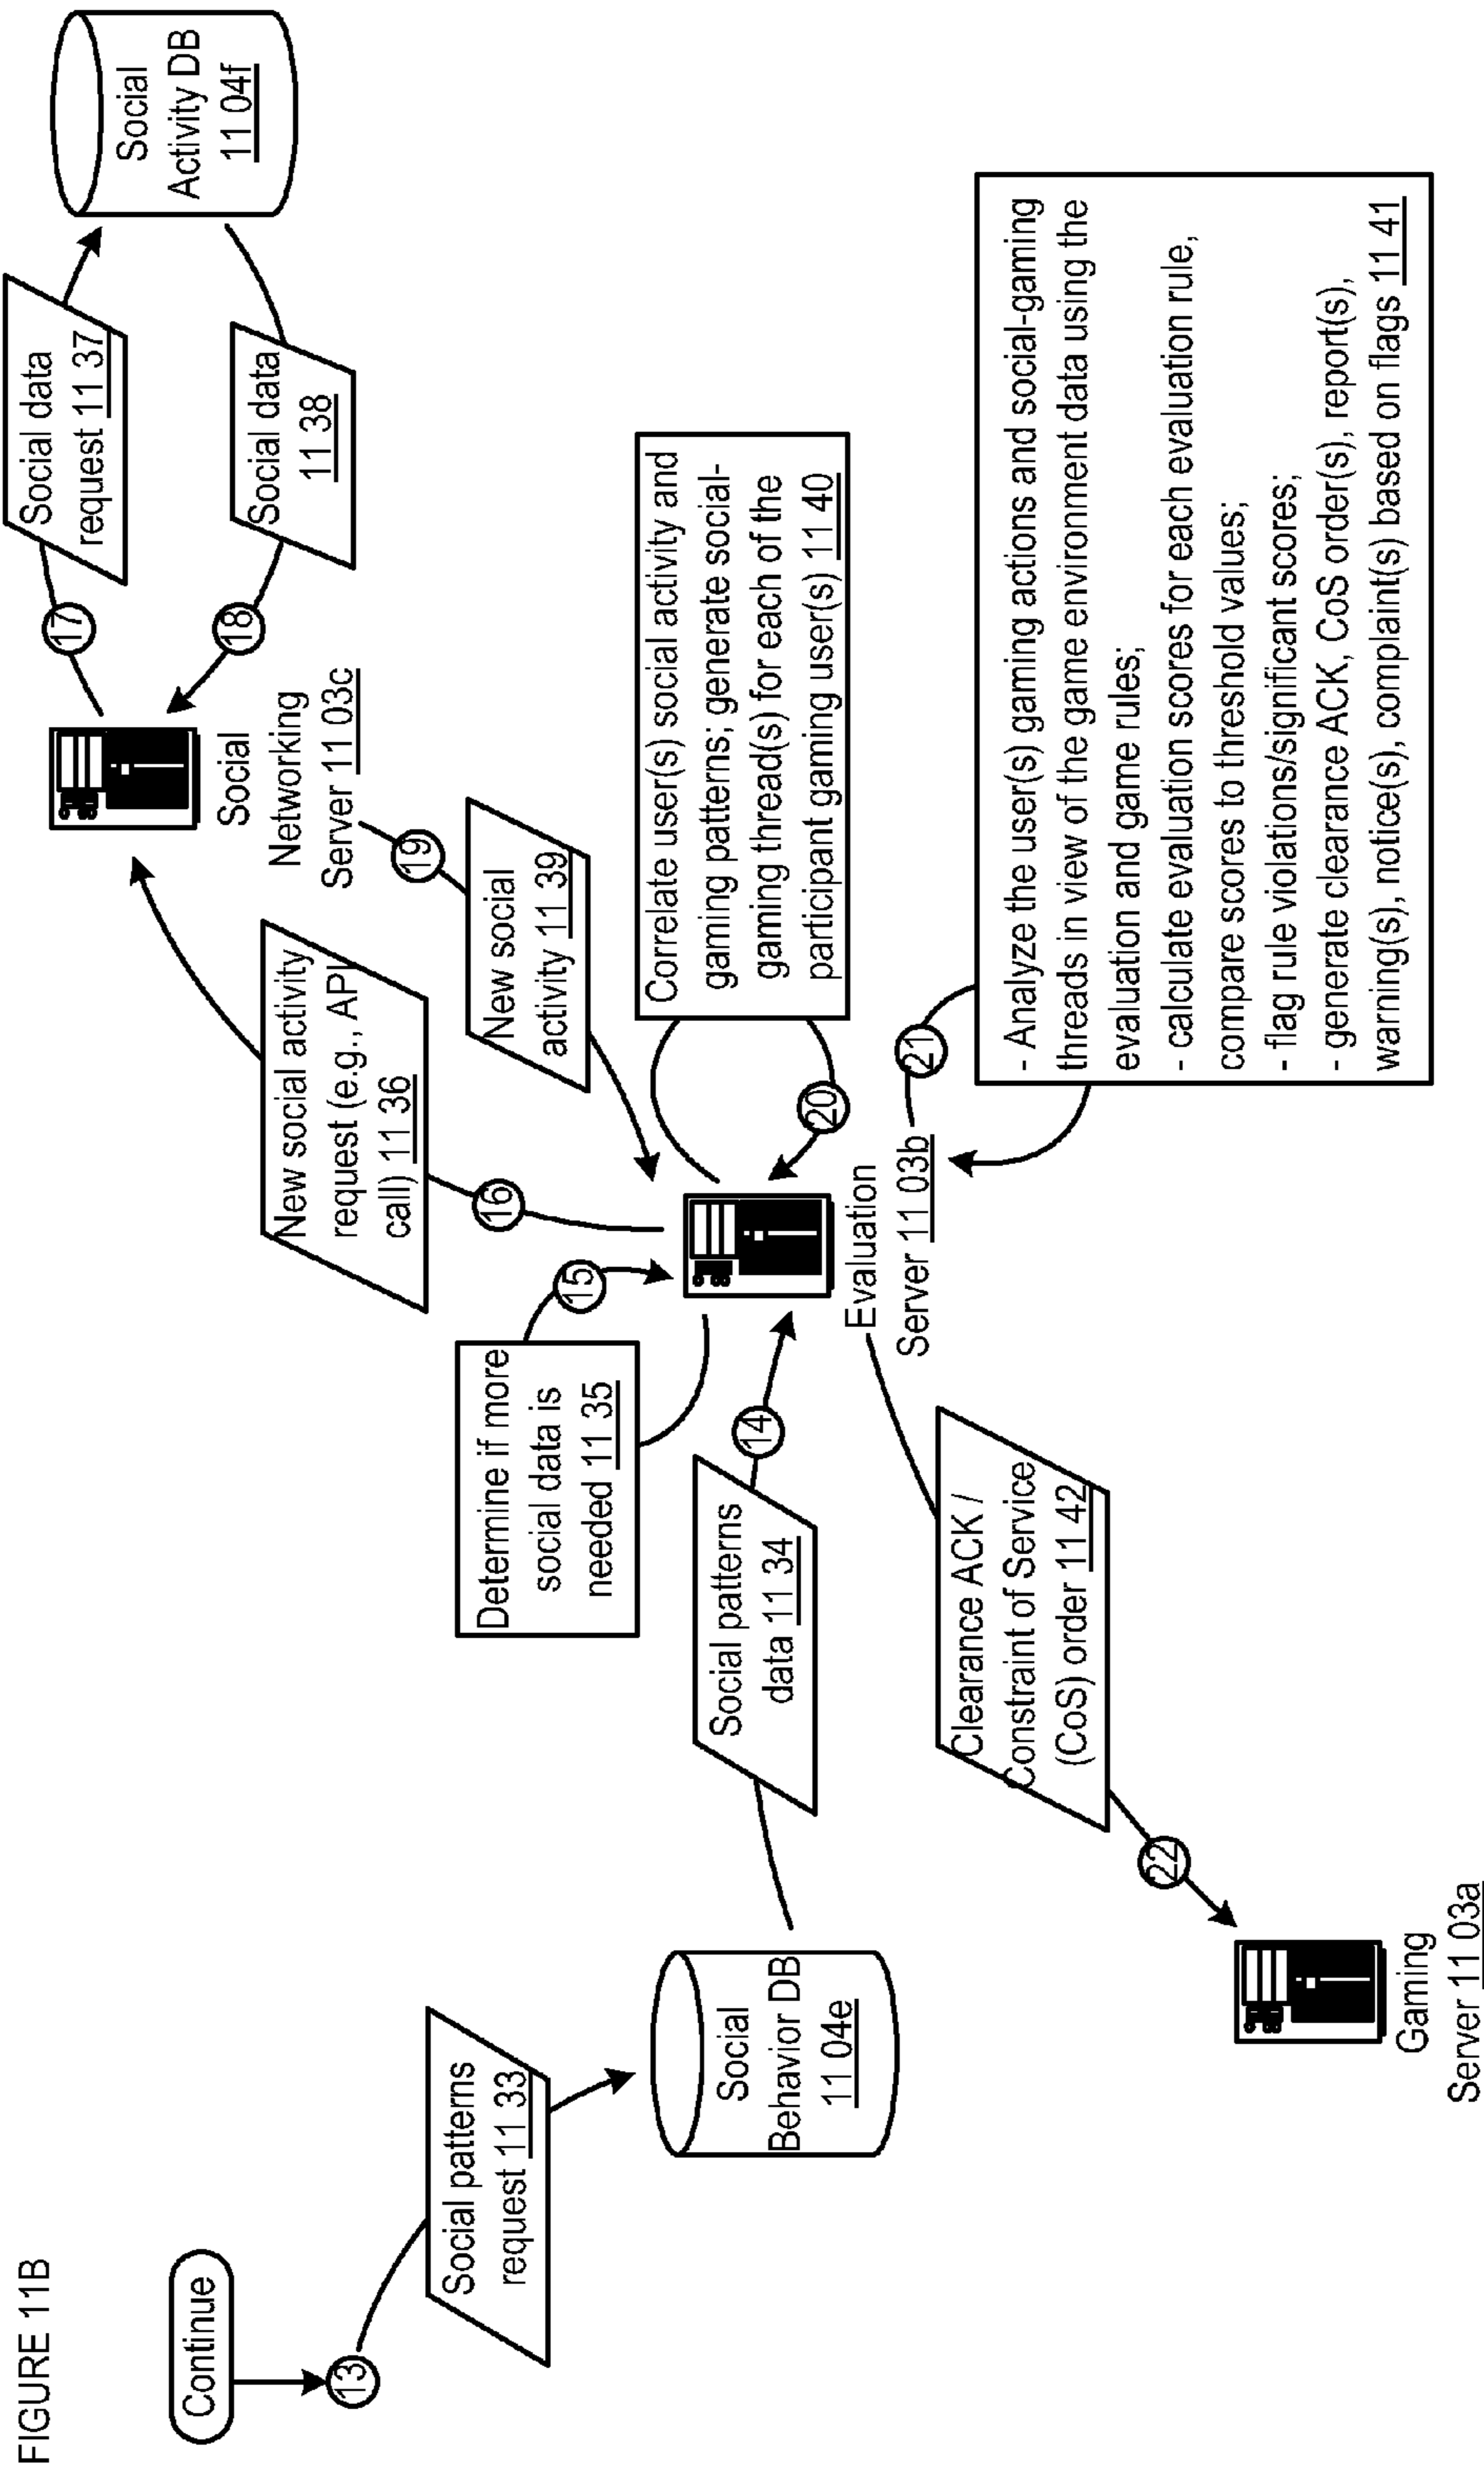 FIGURE 11B
Continue
13
Social patterns
request 11 33
Social
Behavior DB
11 04e
Social patterns
data 11 34
14
Determine if more
social data is
needed 11 35
15
New social activity
request (e.g., API
call) 11 36
16
Social data
request 11 37
17
Social
Activity DB
11 04f
Social data
11 38
18
Social
Networking
Server 11 03c
19
New social
activity 11 39
Correlate user(s) social activity and
gaming patterns; generate social-
gaming thread(s) for each of the
participant gaming user(s) 11 40
20
Evaluation
Server 11 03b
21
- Analyze the user(s) gaming actions and social-gaming
threads in view of the game environment data using the
evaluation and game rules;
- calculate evaluation scores for each evaluation rule,
compare scores to threshold values;
- flag rule violations/significant scores;
- generate clearance ACK, CoS order(s), report(s),
warning(s), notice(s), complaint(s) based on flags 11 41
Clearance ACK /
Constraint of Service
(CoS) order 11 42
22
Gaming
Server 11 03a